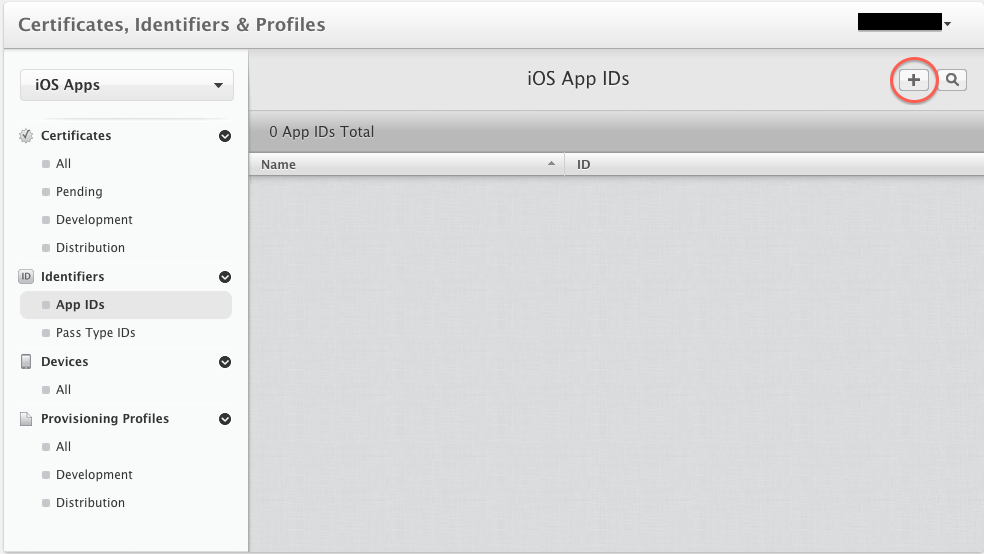 Certificates, Identifiers & Profiles
iOS Apps
Certificates
All
Pending
Development
Distribution
ID Identifiers
App IDs
Pass Type IDs
Devices
All
Provisioning Profiles
All
Development
Distribution
iOS App IDs
0 App IDs Total
Name ID